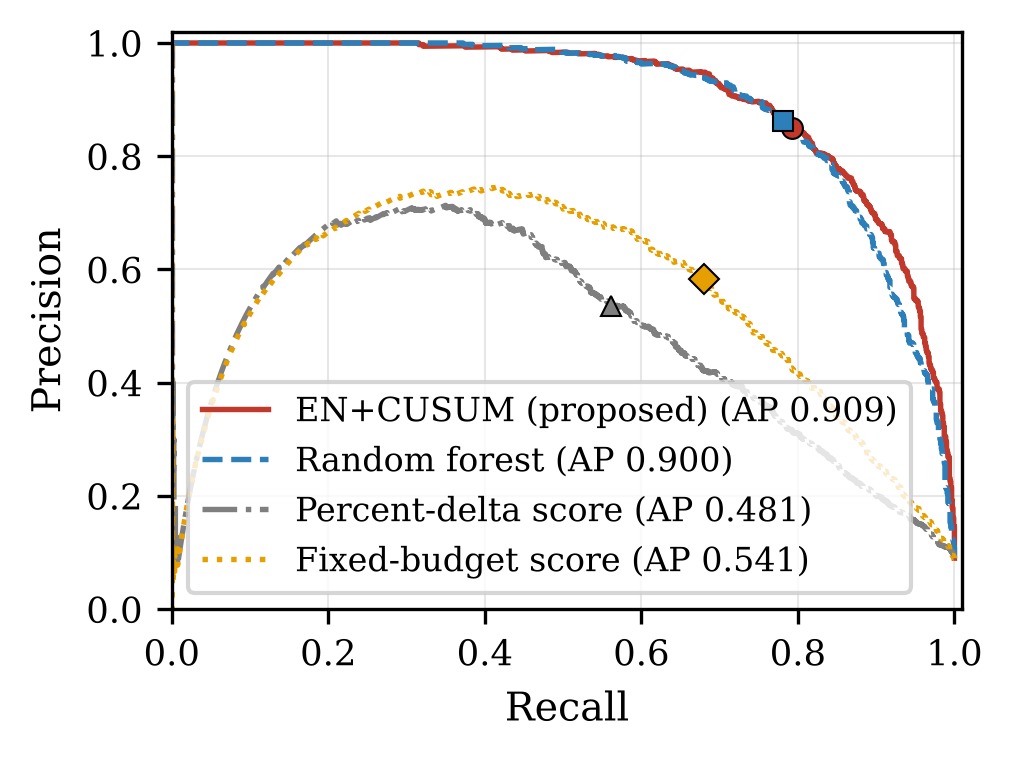 Precision
1.0
0.8
0.6
0.4
0.2
0.0
EN+CUSUM (proposed) (AP 0.909)
Random forest (AP 0.900)
Percent-delta score (AP 0.481)
Fixed-budget score (AP 0.541)
0.0 0.2 0.4 0.6 0.8 1.0
Recall